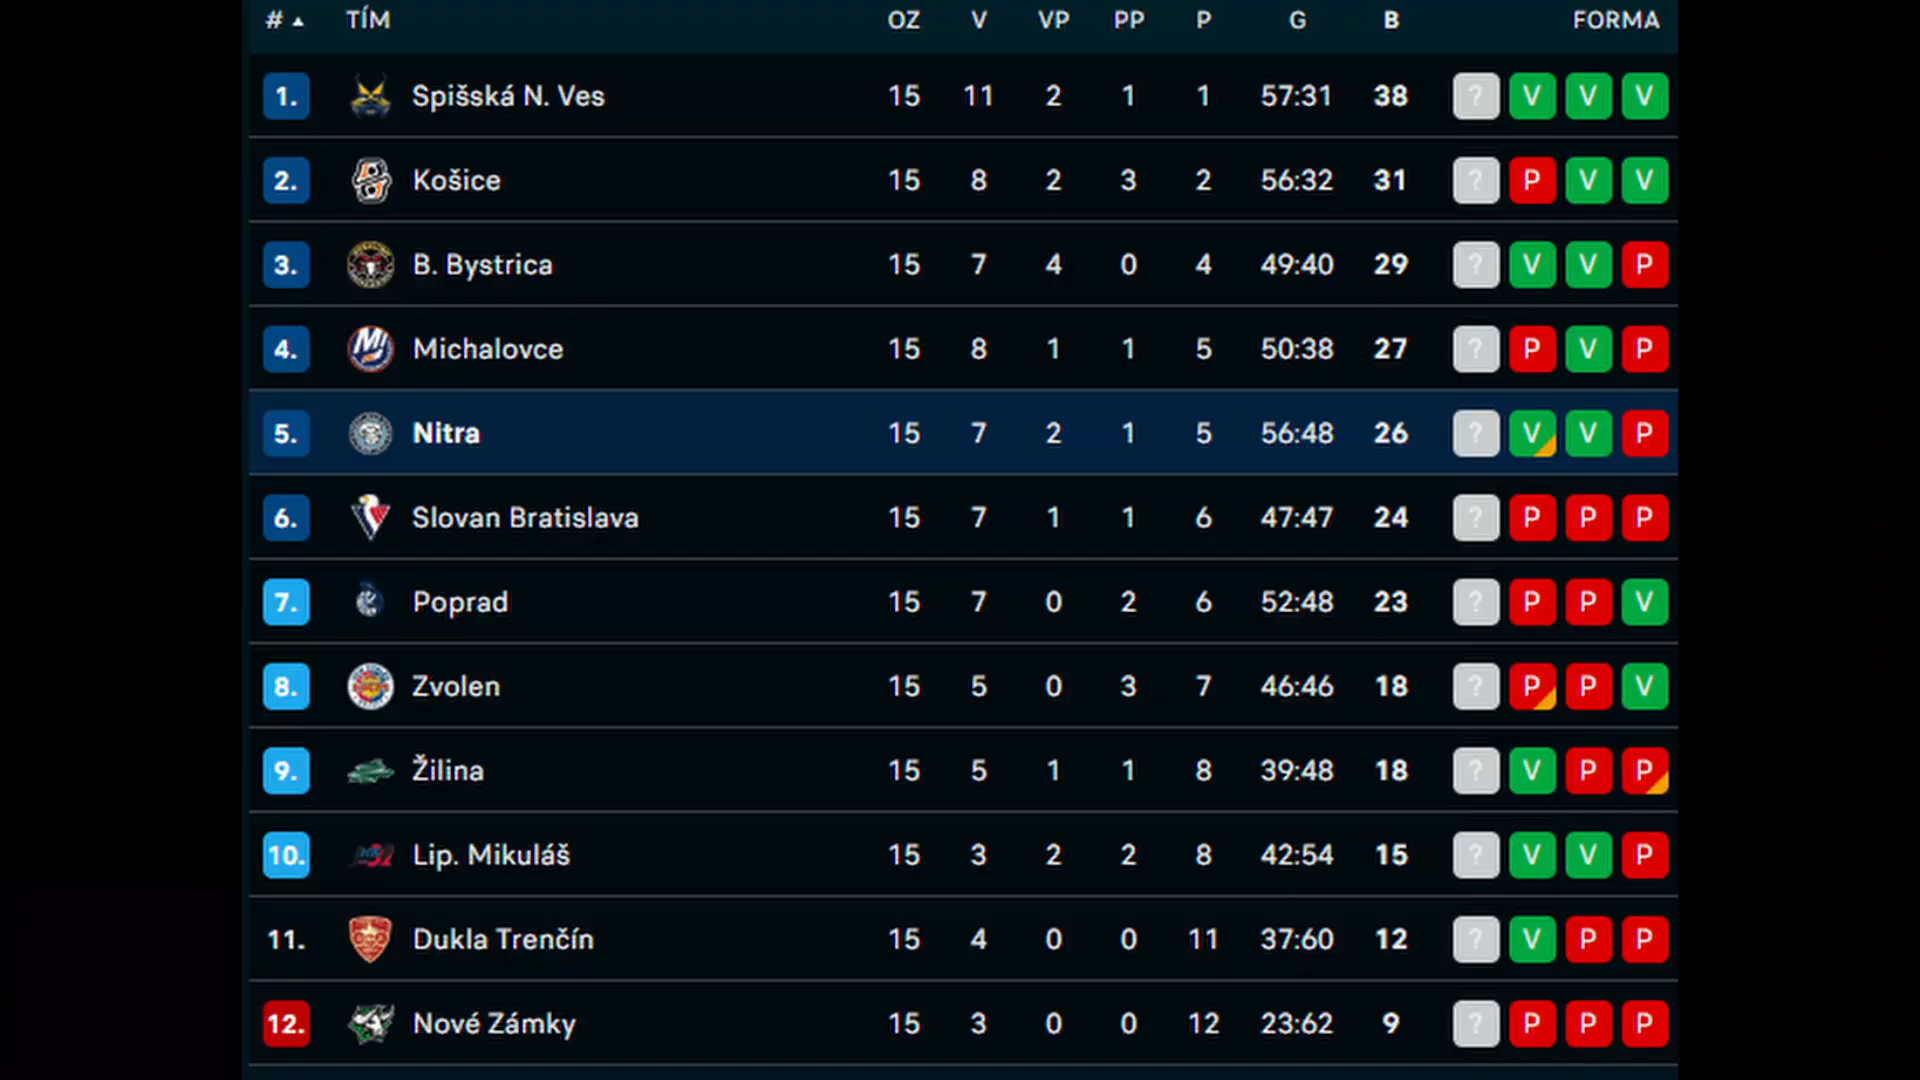 # TÍM OZ V VP PP P G B FORMA
1. Spišská N. Ves 15 11 2 1 1 57:31 38 ? V V V
2. Košice 15 8 2 3 2 56:32 31 ? P V V
3. B. Bystrica 15 7 4 0 4 49:40 29 ? V V P
4. Michalovce 15 8 1 1 5 50:38 27 ? P V P
5. Nitra 15 7 2 1 5 56:48 26 ? V V P
6. Slovan Bratislava 15 7 1 1 6 47:47 24 ? P P P
7. Poprad 15 7 0 2 6 52:48 23 ? P P V
8. Zvolen 15 5 0 3 7 46:46 18 ? P P V
9. Žilina 15 5 1 1 8 39:48 18 ? V P P
10. Lip. Mikuláš 15 3 2 2 8 42:54 15 ? V V P
11. Dukla Trenčín 15 4 0 0 11 37:60 12 ? V P P
12. Nové Zámky 15 3 0 0 12 23:62 9 ? P P P